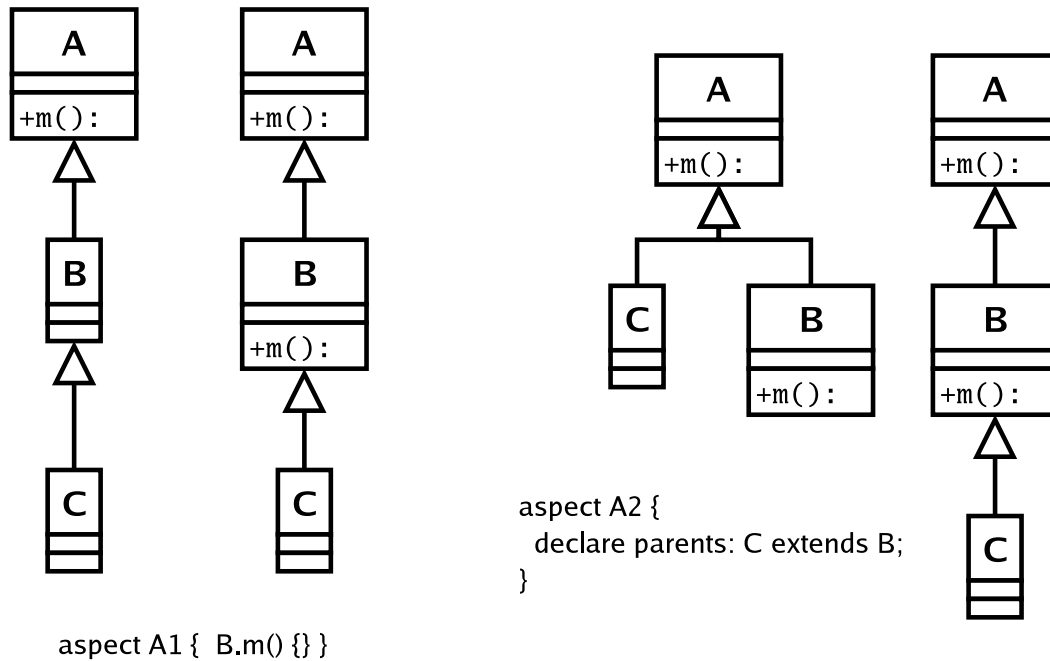 A
+m():
B
C
A
+m():
B
+m():
C
aspect A1 { B.m() {} }
A
+m():
C
B
+m():
A
+m():
B
+m():
C
aspect A2 {
declare parents: C extends B;
}